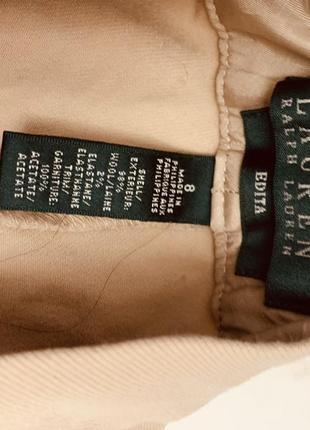 LAUREN
RALPH LAUREN
EDITA
8
MADE IN
PHILIPPINES
FABRIQUE AUX
PHILIPPINES
SHELL/
EXTERIEUR:
98%
WOOL/LAINE
2%
ELASTANE/
ELASTHANNE
TRIM/
GARNITURE:
100%
ACETATE/
ACETATE